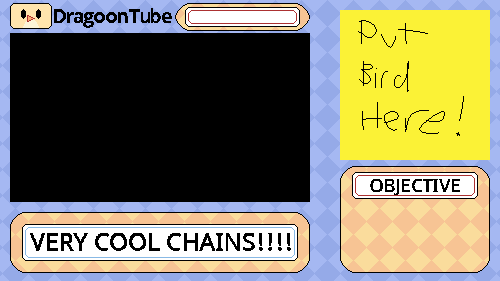 DragoonTube
Put
Bird
Here!
OBJECTIVE
VERY COOL CHAINS!!!!